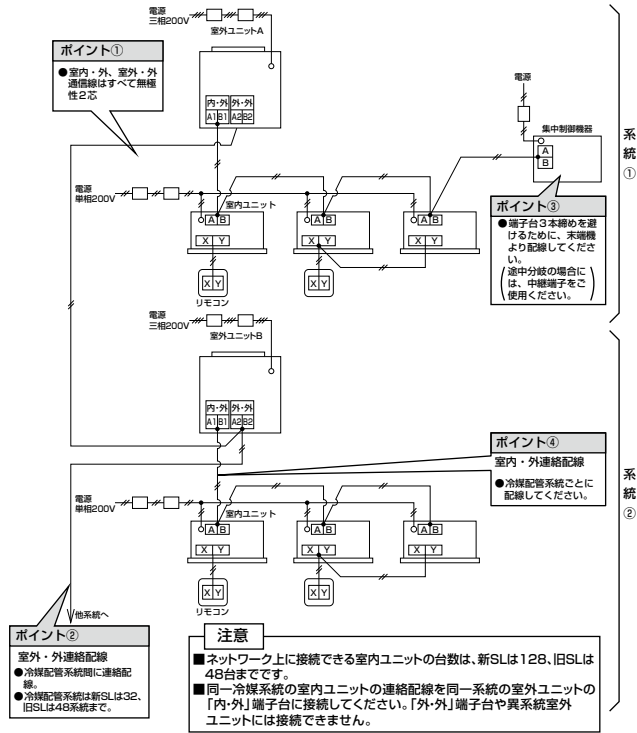 電源
三相200V
室外ユニットA
ポイント①
●室内・外、室外・外
通信線はすべて無極
性2芯
内・外 外・外
A1 B1 A2 B2
電源
集中制御機器
A
B
系統①
電源
単相200V
室内ユニット
A B
A B
A B
X Y
X Y
X Y
X Y
X Y
リモコン
ポイント③
●端子台3本締めを避
けるために、末端機
より配線してくださ
い。
(途中分岐の場合に
は、中継端子をご
使用ください。)
電源
三相200V
室外ユニットB
内・外 外・外
A1 B1 A2 B2
ポイント④
室内・外連絡配線
●冷媒配管系統ごとに
配線してください。
系統②
電源
単相200V
室内ユニット
A B
A B
A B
X Y
X Y
X Y
X Y
X Y
リモコン
他系統へ
ポイント②
室外・外連絡配線
●冷媒配管系統間に連絡配
線。
●冷媒配管系統は新SLは32、
旧SLは48系統まで。
注意
■ネットワーク上に接続できる室内ユニットの台数は、新SLは128、旧SLは
48台までです。
■同一冷媒系統の室内ユニットの連絡配線を同一系統の室外ユニットの
「内・外」端子台に接続してください。「外・外」端子台や異系統室外
ユニットには接続できません。